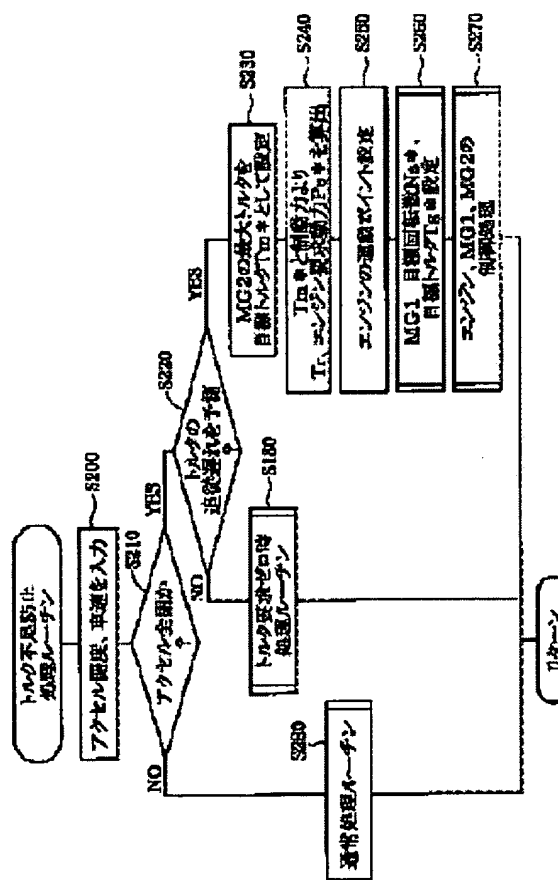 トルク不足防止
処理ルーチン
S200
アクセル開度、車速を入力
S210
アクセル全閉か
?
NO
YES
S220
トルクの
追従遅れを予測
?
NO
YES
S280
通常処理ルーチン
S180
トルク要求ゼロ時
処理ルーチン
S230
MG2の最大トルクを
目標トルクTm*として設定
S240
Tm*と制動力より
Tr、エンジン要求動力Pe*を算出
S250
エンジンの運転ポイント設定
S260
MG1 目標回転数Ng*、
目標トルクTg*設定
S270
エンジン、MG1、MG2の
制御処理
リターン